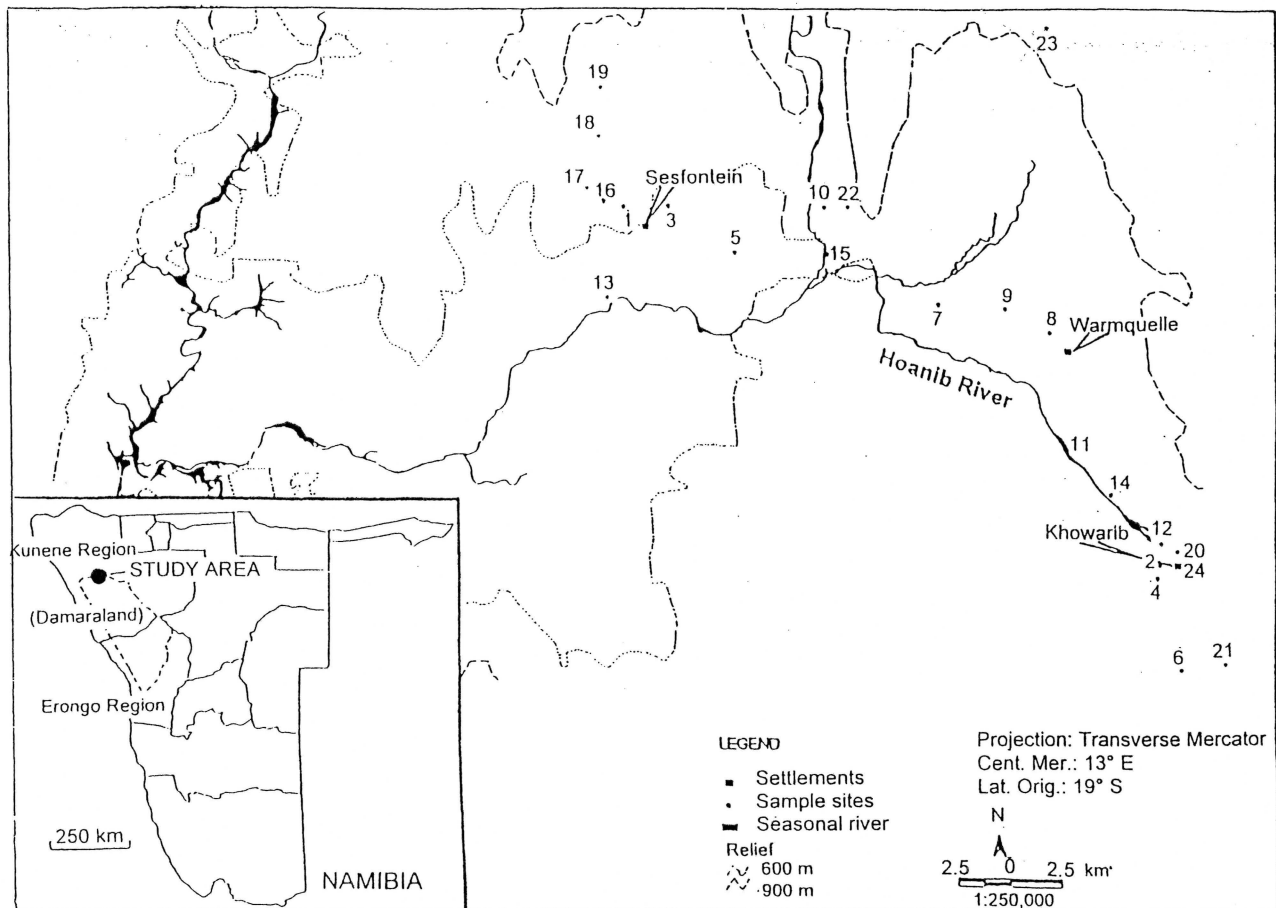 23
19
18
17
16
Sesfontein
1
3
10
22
5
15
13
7
9
8
Warmquelle
Hoanib River
11
14
12
Khowarib
20
2
24
4
6
21
Kunene Region
STUDY AREA
(Damaraland)
Erongo Region
250 km
NAMIBIA
LEGEND
Settlements
Sample sites
Seasonal river
Relief
600 m
900 m
Projection: Transverse Mercator
Cent. Mer.: 13° E
Lat. Orig.: 19° S
N
2.5 0 2.5 km
1:250,000